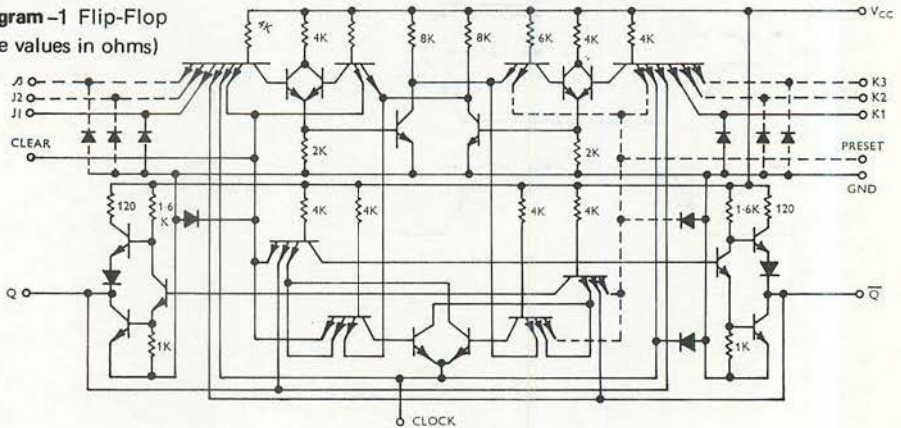 gram–1 Flip-Flop
e values in ohms)
4K
4K
8K
8K
6K
4K
4K
VCC
J2
J1
CLEAR
K3
K2
K1
PRESET
GND
2K
2K
120
1·6
K
4K
4K
4K
4K
1·6K
120
Q
Q̅
1K
1K
CLOCK